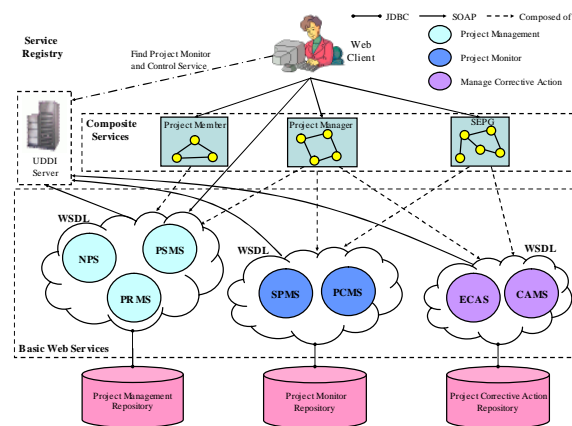 JDBC
SOAP
Composed of
Project Management
Project Monitor
Manage Corrective Action
Service
Registry
Find Project Monitor
and Control Service
Web
Client
UDDI
Server
Composite
Services
Project Member
Project Manager
SEPG
WSDL
NPS
PSMS
PRMS
WSDL
SPMS
PCMS
WSDL
ECAS
CAMS
Basic Web Services
Project Management
Repository
Project Monitor
Repository
Project Corrective Action
Repository